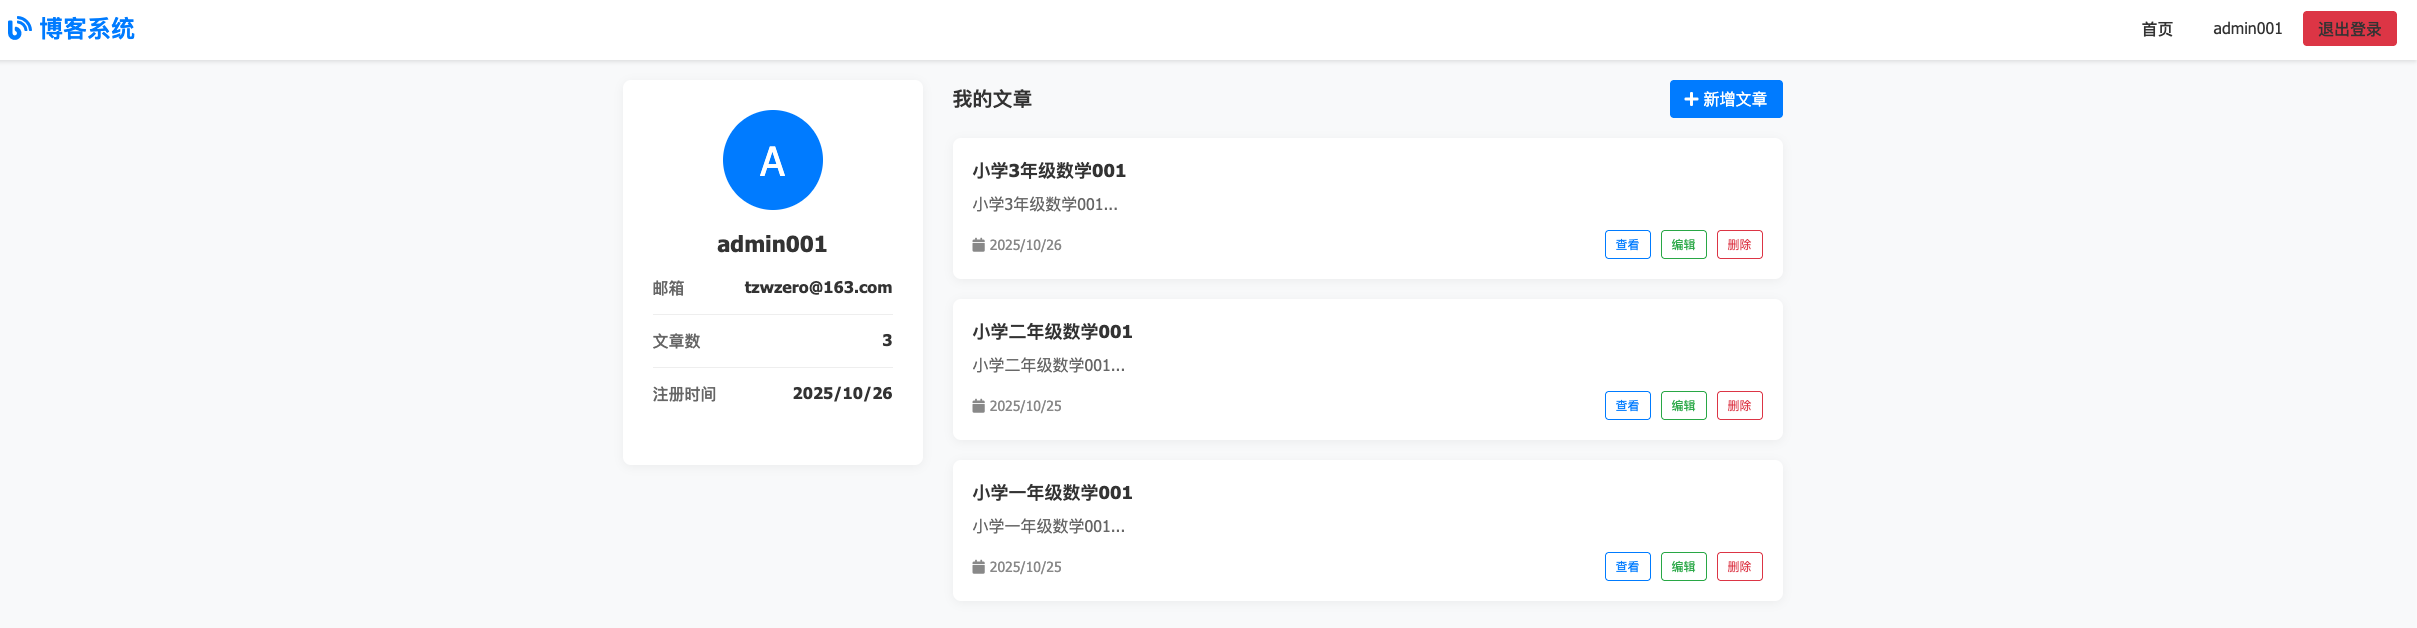 博客系统
首页 admin001 退出登录
A
admin001
邮箱 tzwzero@163.com
文章数 3
注册时间 2025/10/26
我的文章
新增文章
小学3年级数学001
小学3年级数学001...
2025/10/26
查看 编辑 删除
小学二年级数学001
小学二年级数学001...
2025/10/25
查看 编辑 删除
小学一年级数学001
小学一年级数学001...
2025/10/25
查看 编辑 删除